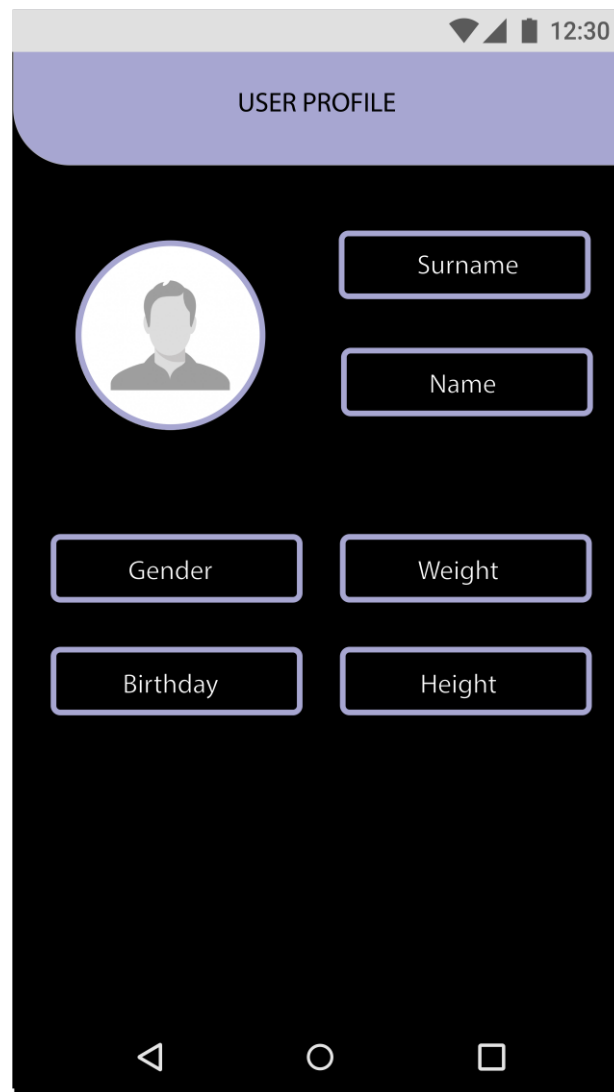 12:30
USER PROFILE
Surname
Name
Gender
Weight
Birthday
Height